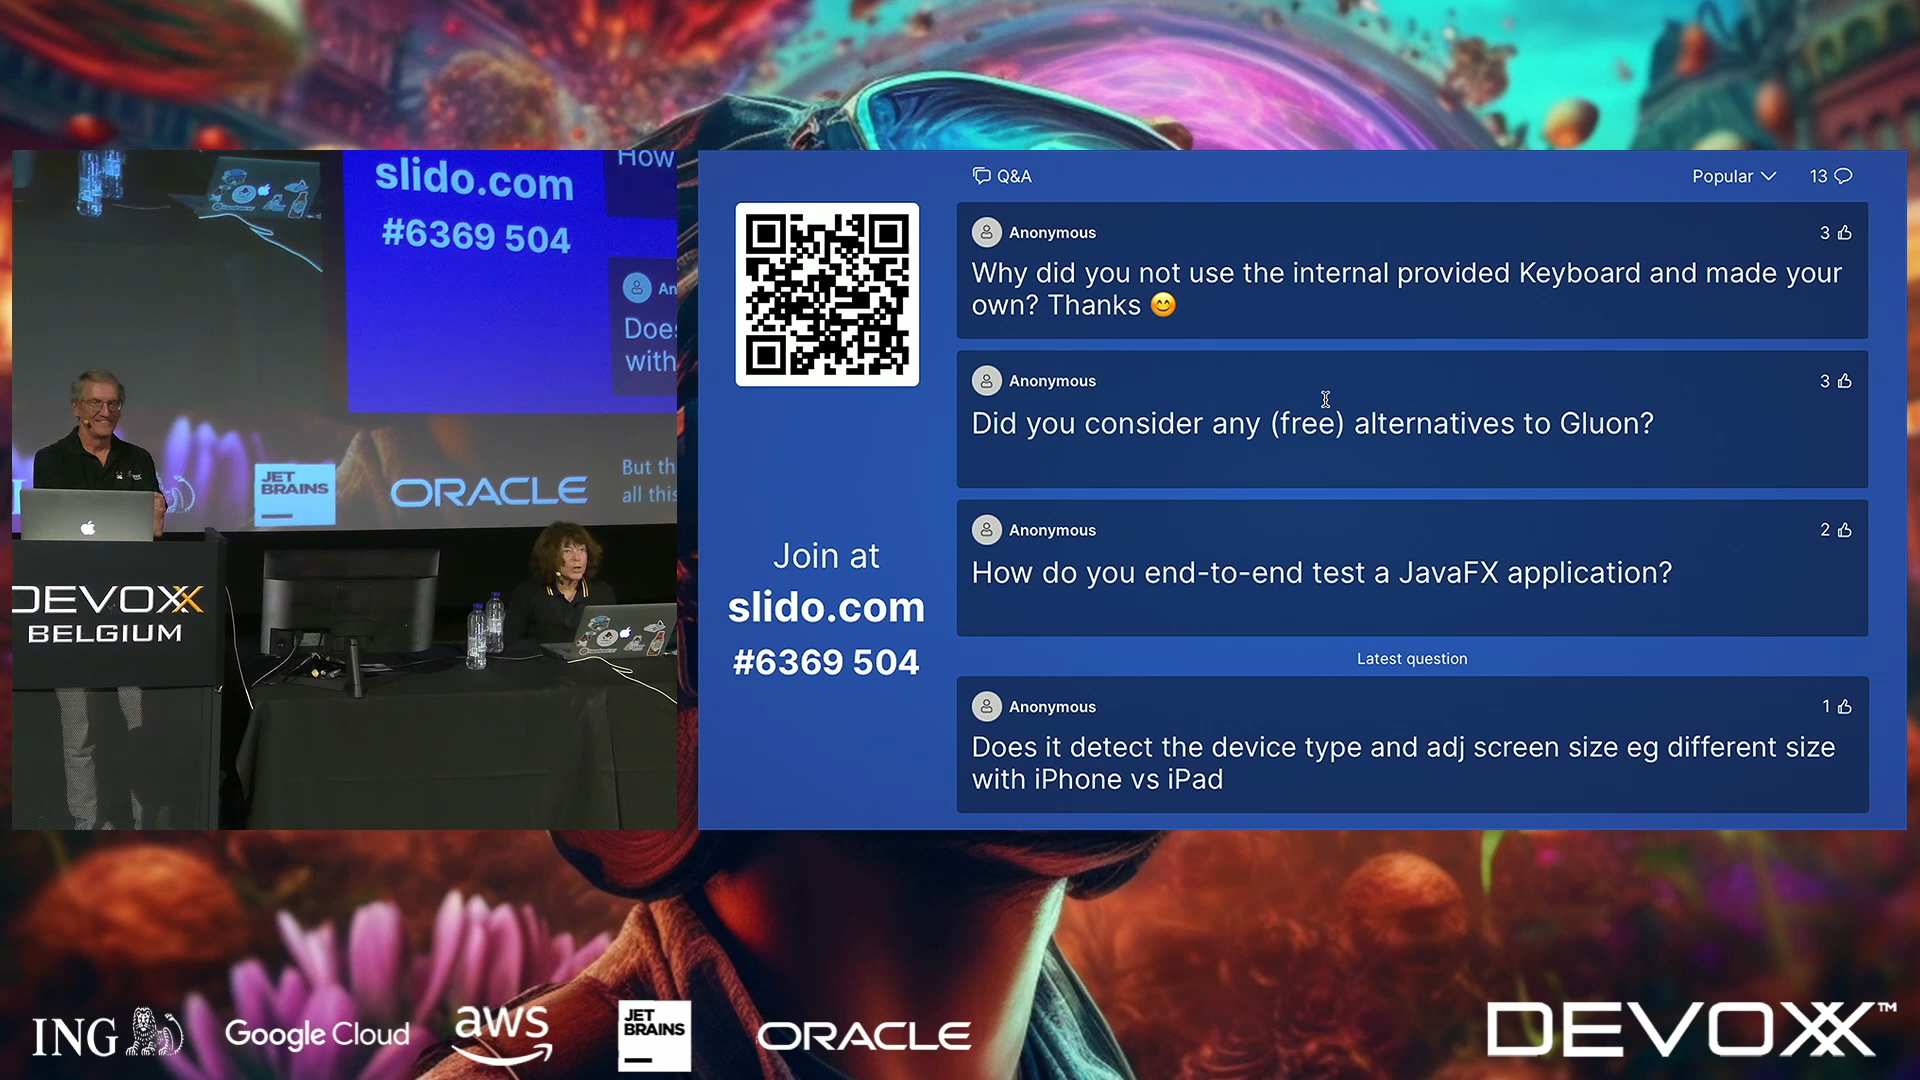 How
slido.com
#6369 504
An
Does
with
JET
BRAINS
ORACLE
But th
all this
DEVOXX
BELGIUM
Q&A
Popular
13
Join at
slido.com
#6369 504
Anonymous
3
Why did you not use the internal provided Keyboard and made your
own? Thanks 😊
Anonymous
3
Did you consider any (free) alternatives to Gluon?
Anonymous
2
How do you end-to-end test a JavaFX application?
Latest question
Anonymous
1
Does it detect the device type and adj screen size eg different size
with iPhone vs iPad
ING
Google Cloud
aws
JET
BRAINS
ORACLE
DEVOXX™